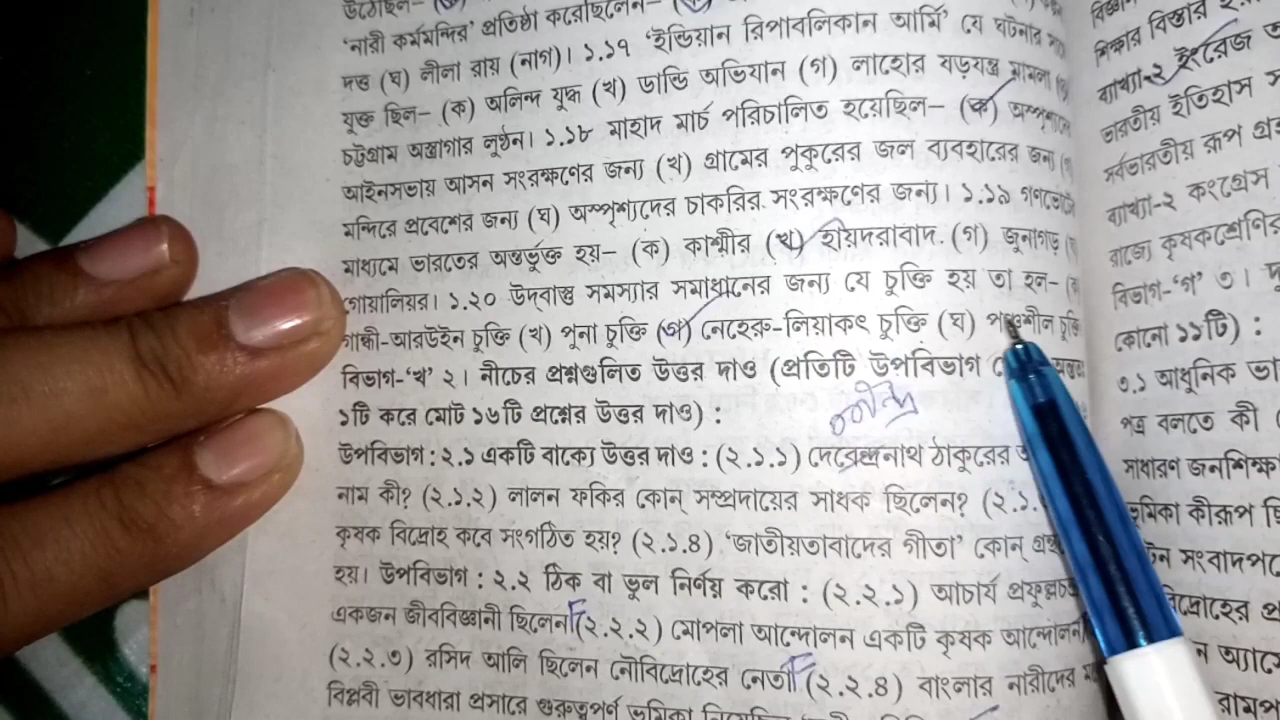 উঠেছিল–
'নারী কর্মমন্দির' প্রতিষ্ঠা করেছিলেন–
দত্ত (ঘ) লীলা রায় (নাগ)। ১.১৭ 'ইন্ডিয়ান রিপাবলিকান আর্মি' যে ঘটনার
যুক্ত ছিল– (ক) অলিন্দ যুদ্ধ (খ) ডান্ডি অভিযান (গ) লাহোর ষড়যন্ত্র মামলা
চট্টগ্রাম অস্ত্রাগার লুণ্ঠন। ১.১৮ মাহাদ মার্চ পরিচালিত হয়েছিল– (ক)
আইনসভায় আসন সংরক্ষণের জন্য (খ) গ্রামের পুকুরের জল ব্যবহারের জন্য
মন্দিরে প্রবেশের জন্য (ঘ) অস্পৃশ্যদের চাকরির সংরক্ষণের জন্য। ১.১৯
মাধ্যমে ভারতের অন্তর্ভুক্ত হয়– (ক) কাশ্মীর (খ) হায়দরাবাদ (গ) জুনাগড়
গোয়ালিয়র। ১.২০ উদ্‌বাস্তু সমস্যার সমাধানের জন্য যে চুক্তি হয় তা হল–
গান্ধী-আরউইন চুক্তি (খ) পুনা চুক্তি (গ) নেহেরু-লিয়াকৎ চুক্তি (ঘ) পঞ্চশীল চুক্তি
বিভাগ-'খ' ২। নীচের প্রশ্নগুলির উত্তর দাও (প্রতিটি উপবিভাগ
১টি করে মোট ১৬টি প্রশ্নের উত্তর দাও) :
রবীন্দ্র
উপবিভাগ : ২.১ একটি বাক্যে উত্তর দাও : (২.১.১) দেবেন্দ্রনাথ ঠাকুরের
নাম কী? (২.১.২) লালন ফকির কোন্ সম্প্রদায়ের সাধক ছিলেন?
কৃষক বিদ্রোহ কবে সংগঠিত হয়? (২.১.৪) 'জাতীয়তাবাদের গীতা' কোন্
হয়। উপবিভাগ : ২.২ ঠিক বা ভুল নির্ণয় করো : (২.২.১) আচার্য
একজন জীববিজ্ঞানী ছিলেন। F (২.২.২) মোপলা আন্দোলন একটি কৃষক আন্দোলন
(২.২.৩) রসিদ আলি ছিলেন নৌবিদ্রোহের নেতা। F (২.২.৪) বাংলার নারীদের
বিপ্লবী ভাবধারা প্রসারে গুরুত্বপূর্ণ ভূমিকা
শিক্ষার বিস্তার
ব্যাখ্যা-২ ইংরেজ
ভারতীয় ইতিহাস
সর্বভারতীয় রূপ
ব্যাখ্যা-২ কংগ্রেস
রাজ্যে কৃষকশ্রেণির
বিভাগ-'গ' ৩।
কোনো ১১টি) :
৩.১ আধুনিক
পত্র বলতে কী
সাধারণ জনশিক্ষা
ভূমিকা কীরূপ
সংবাদপত্রে